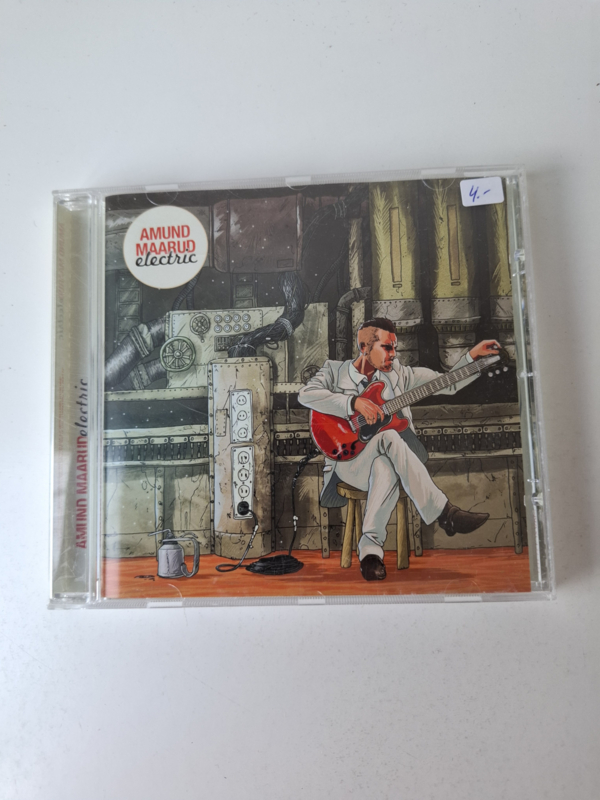 AMUND
MAARUD
electric
4.-
AMUND MAARUD electric